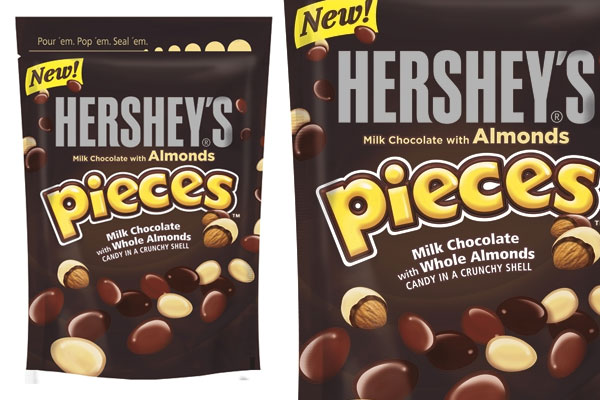 Pour ´em. Pop ´em. Seal ´em.
New!
HERSHEY'S®
Milk Chocolate with Almonds
pieces™
Milk Chocolate
with Whole Almonds
CANDY IN A CRUNCHY SHELL
New!
HERSHEY'S®
Milk Chocolate with Almonds
pieces
Milk Chocolate
with Whole Almonds
CANDY IN A CRUNCHY SHELL